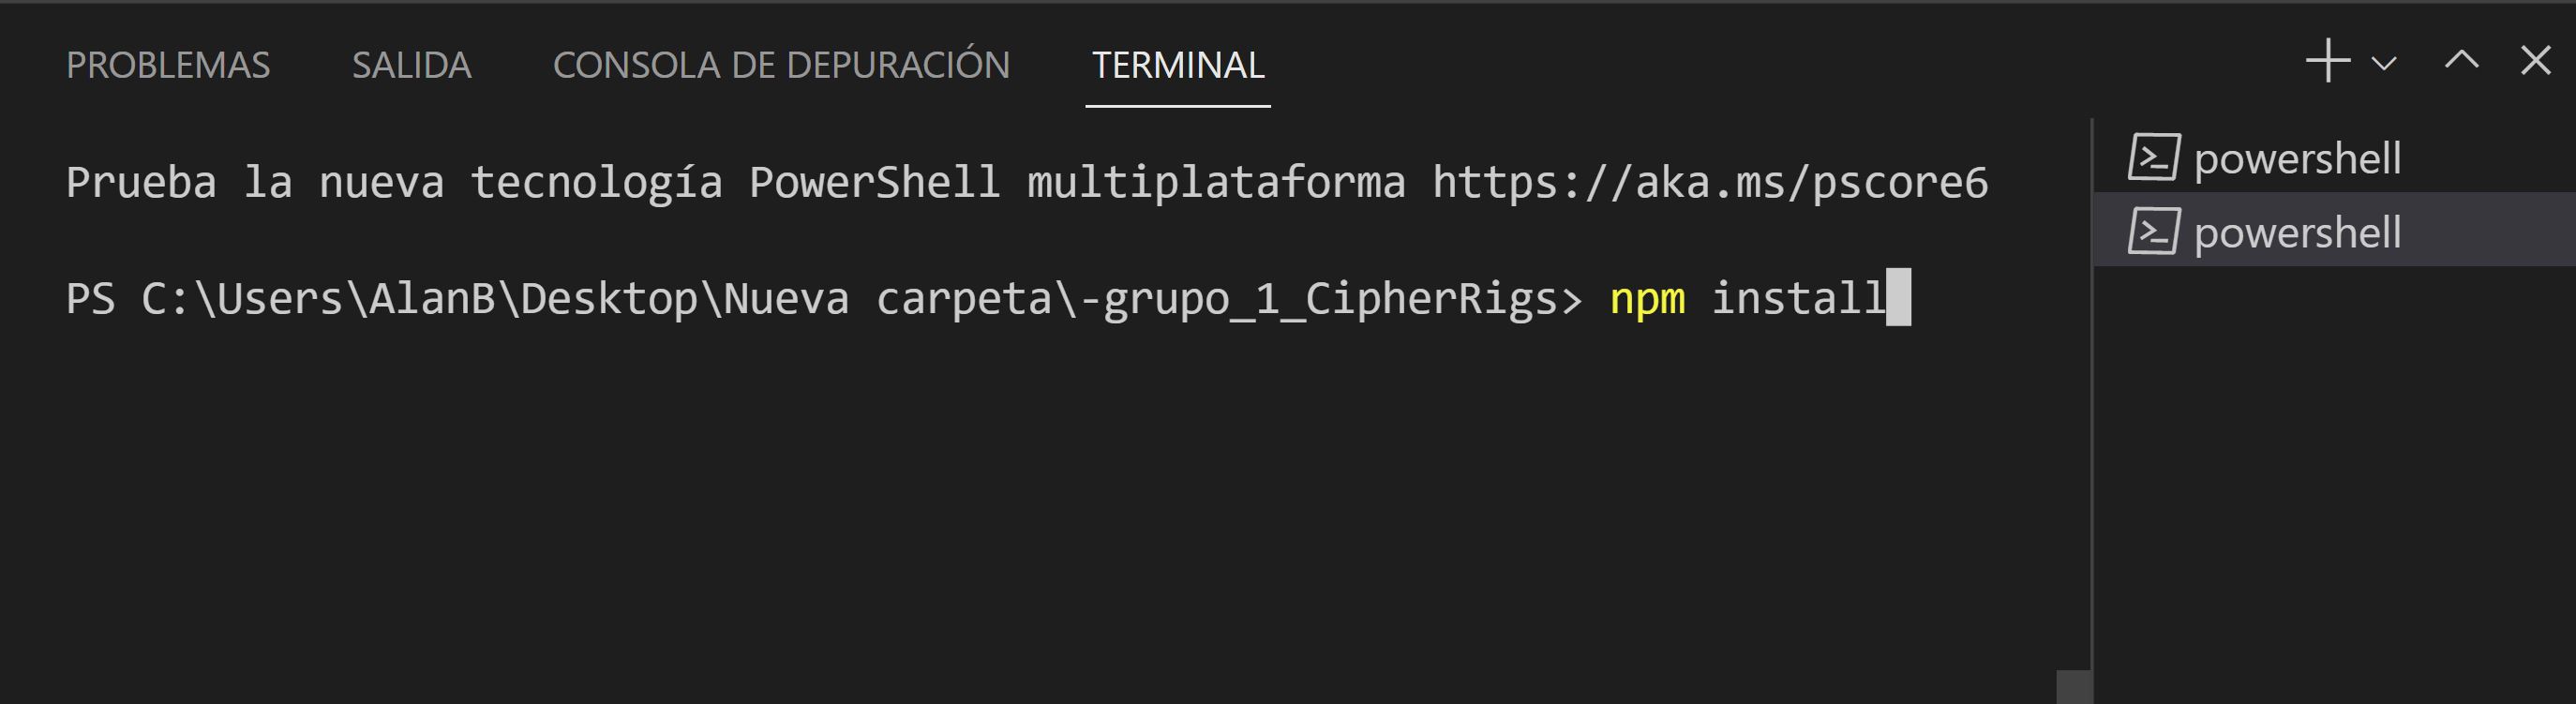 PROBLEMAS SALIDA CONSOLA DE DEPURACIÓN TERMINAL
Prueba la nueva tecnología PowerShell multiplataforma https://aka.ms/pscore6
PS C:\Users\AlanB\Desktop\Nueva carpeta\-grupo_1_CipherRigs> npm install
powershell
powershell